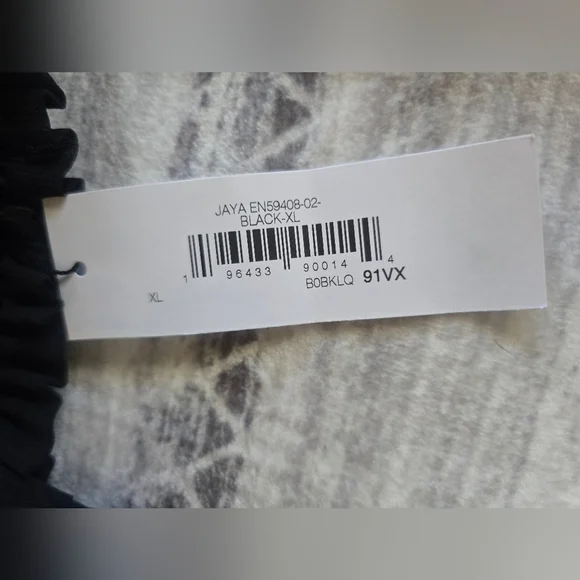 JAYA EN59408-02-
BLACK-XL
1 96433 90014 4
B0BKLQ 91VX
XL